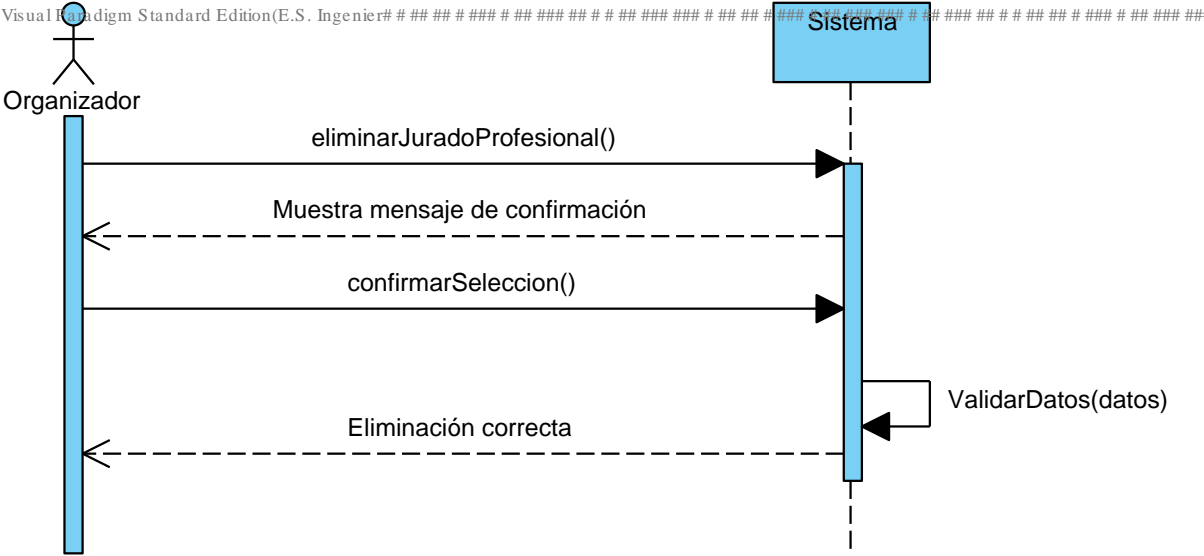 Visual Paradigm Standard Edition(E.S. Ingenier
Sistema
Organizador
eliminarJuradoProfesional()
Muestra mensaje de confirmación
confirmarSeleccion()
ValidarDatos(datos)
Eliminación correcta